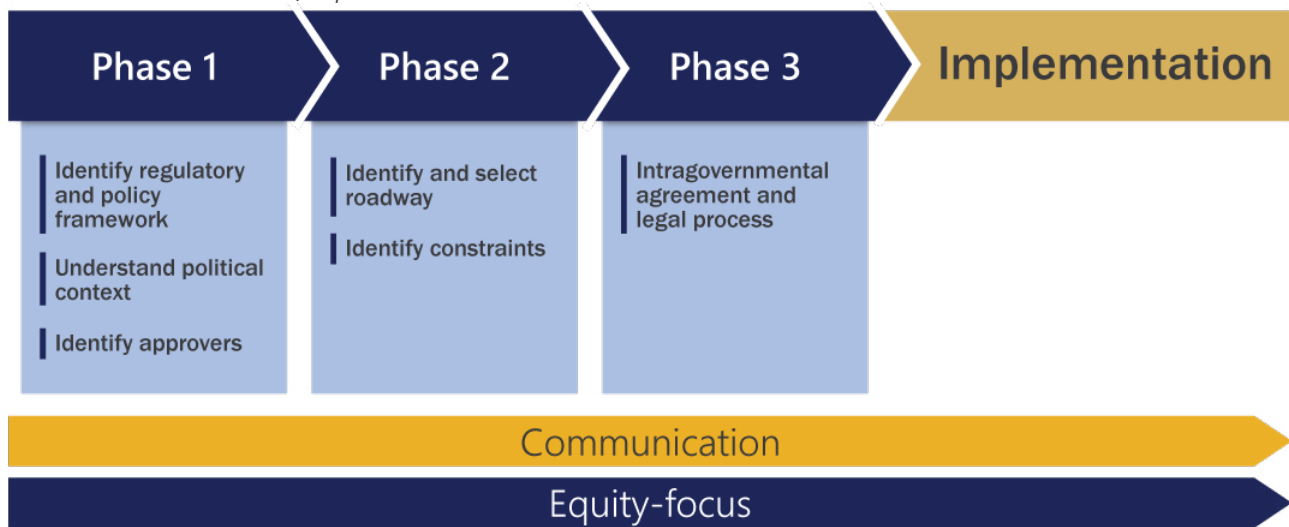 Phase 1
Phase 2
Phase 3
Implementation
Identify regulatory
and policy
framework
Understand political
context
Identify approvers
Identify and select
roadway
Identify constraints
Intragovernmental
agreement and
legal process
Communication
Equity-focus